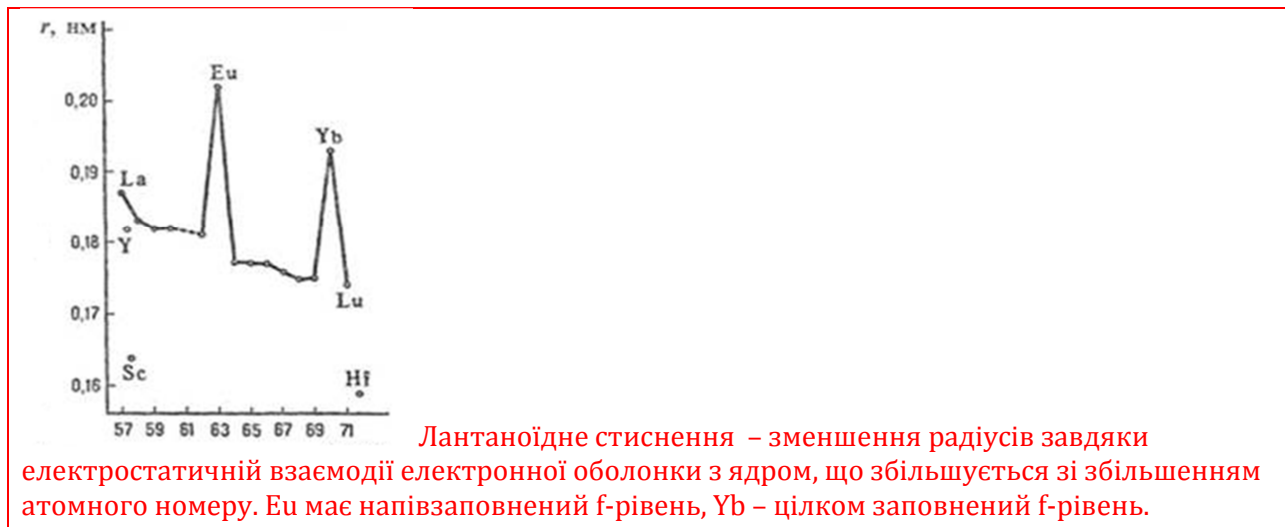 r, нм
Eu
0,20
Yb
0,19
La
0,18
Y
Lu
0,17
Sc
0,16
Hf
57 59 61 63 65 67 69 71
Лантаноїдне стиснення – зменшення радіусів завдяки
електростатичній взаємодії електронної оболонки з ядром, що збільшується зі збільшенням
атомного номеру. Eu має напівзаповнений f-рівень, Yb – цілком заповнений f-рівень.